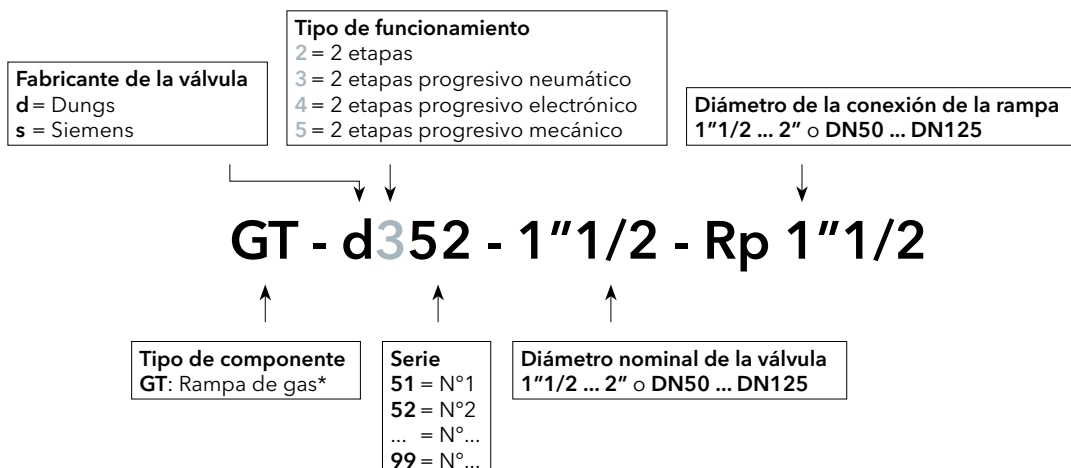 Tipo de funcionamiento
2 = 2 etapas
3 = 2 etapas progresivo neumático
4 = 2 etapas progresivo electrónico
5 = 2 etapas progresivo mecánico
Fabricante de la válvula
d = Dungs
s = Siemens
Diámetro de la conexión de la rampa
1"1/2 ... 2" o DN50 ... DN125
GT - d352 - 1"1/2 - Rp 1"1/2
Tipo de componente
GT: Rampa de gas*
Serie
51 = N°1
52 = N°2
... = N°...
99 = N°...
Diámetro nominal de la válvula
1"1/2 ... 2" o DN50 ... DN125